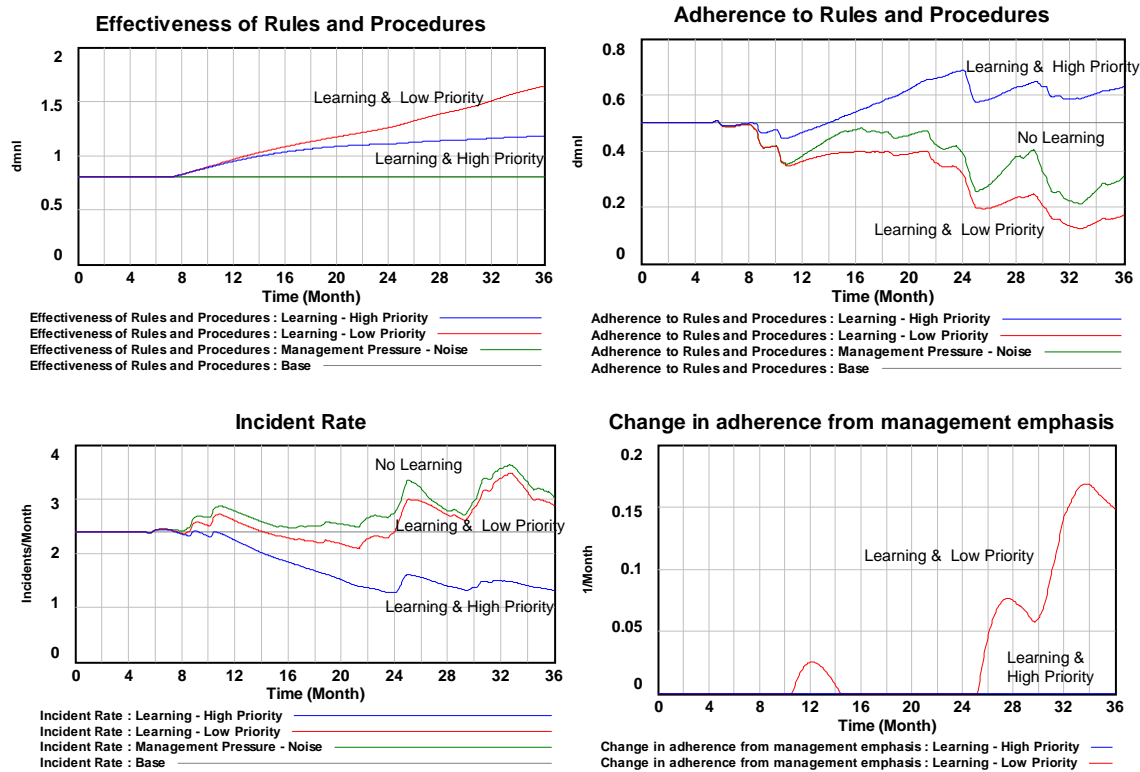 Effectiveness of Rules and Procedures
2
1.5
1
0.5
0
dmnl
Learning & Low Priority
Learning & High Priority
0 4 8 12 16 20 24 28 32 36
Time (Month)
Effectiveness of Rules and Procedures : Learning - High Priority
Effectiveness of Rules and Procedures : Learning - Low Priority
Effectiveness of Rules and Procedures : Management Pressure - Noise
Effectiveness of Rules and Procedures : Base
Adherence to Rules and Procedures
0.8
0.6
0.4
0.2
0
dmnl
Learning & High Priority
No Learning
Learning & Low Priority
0 4 8 12 16 20 24 28 32 36
Time (Month)
Adherence to Rules and Procedures : Learning - High Priority
Adherence to Rules and Procedures : Learning - Low Priority
Adherence to Rules and Procedures : Management Pressure - Noise
Adherence to Rules and Procedures : Base
Incident Rate
4
3
2
1
0
Incidents/Month
No Learning
Learning & Low Priority
Learning & High Priority
0 4 8 12 16 20 24 28 32 36
Time (Month)
Incident Rate : Learning - High Priority
Incident Rate : Learning - Low Priority
Incident Rate : Management Pressure - Noise
Incident Rate : Base
Change in adherence from management emphasis
0.2
0.15
0.1
0.05
0
1/Month
Learning & Low Priority
Learning &
High Priority
0 4 8 12 16 20 24 28 32 36
Time (Month)
Change in adherence from management emphasis : Learning - High Priority
Change in adherence from management emphasis : Learning - Low Priority